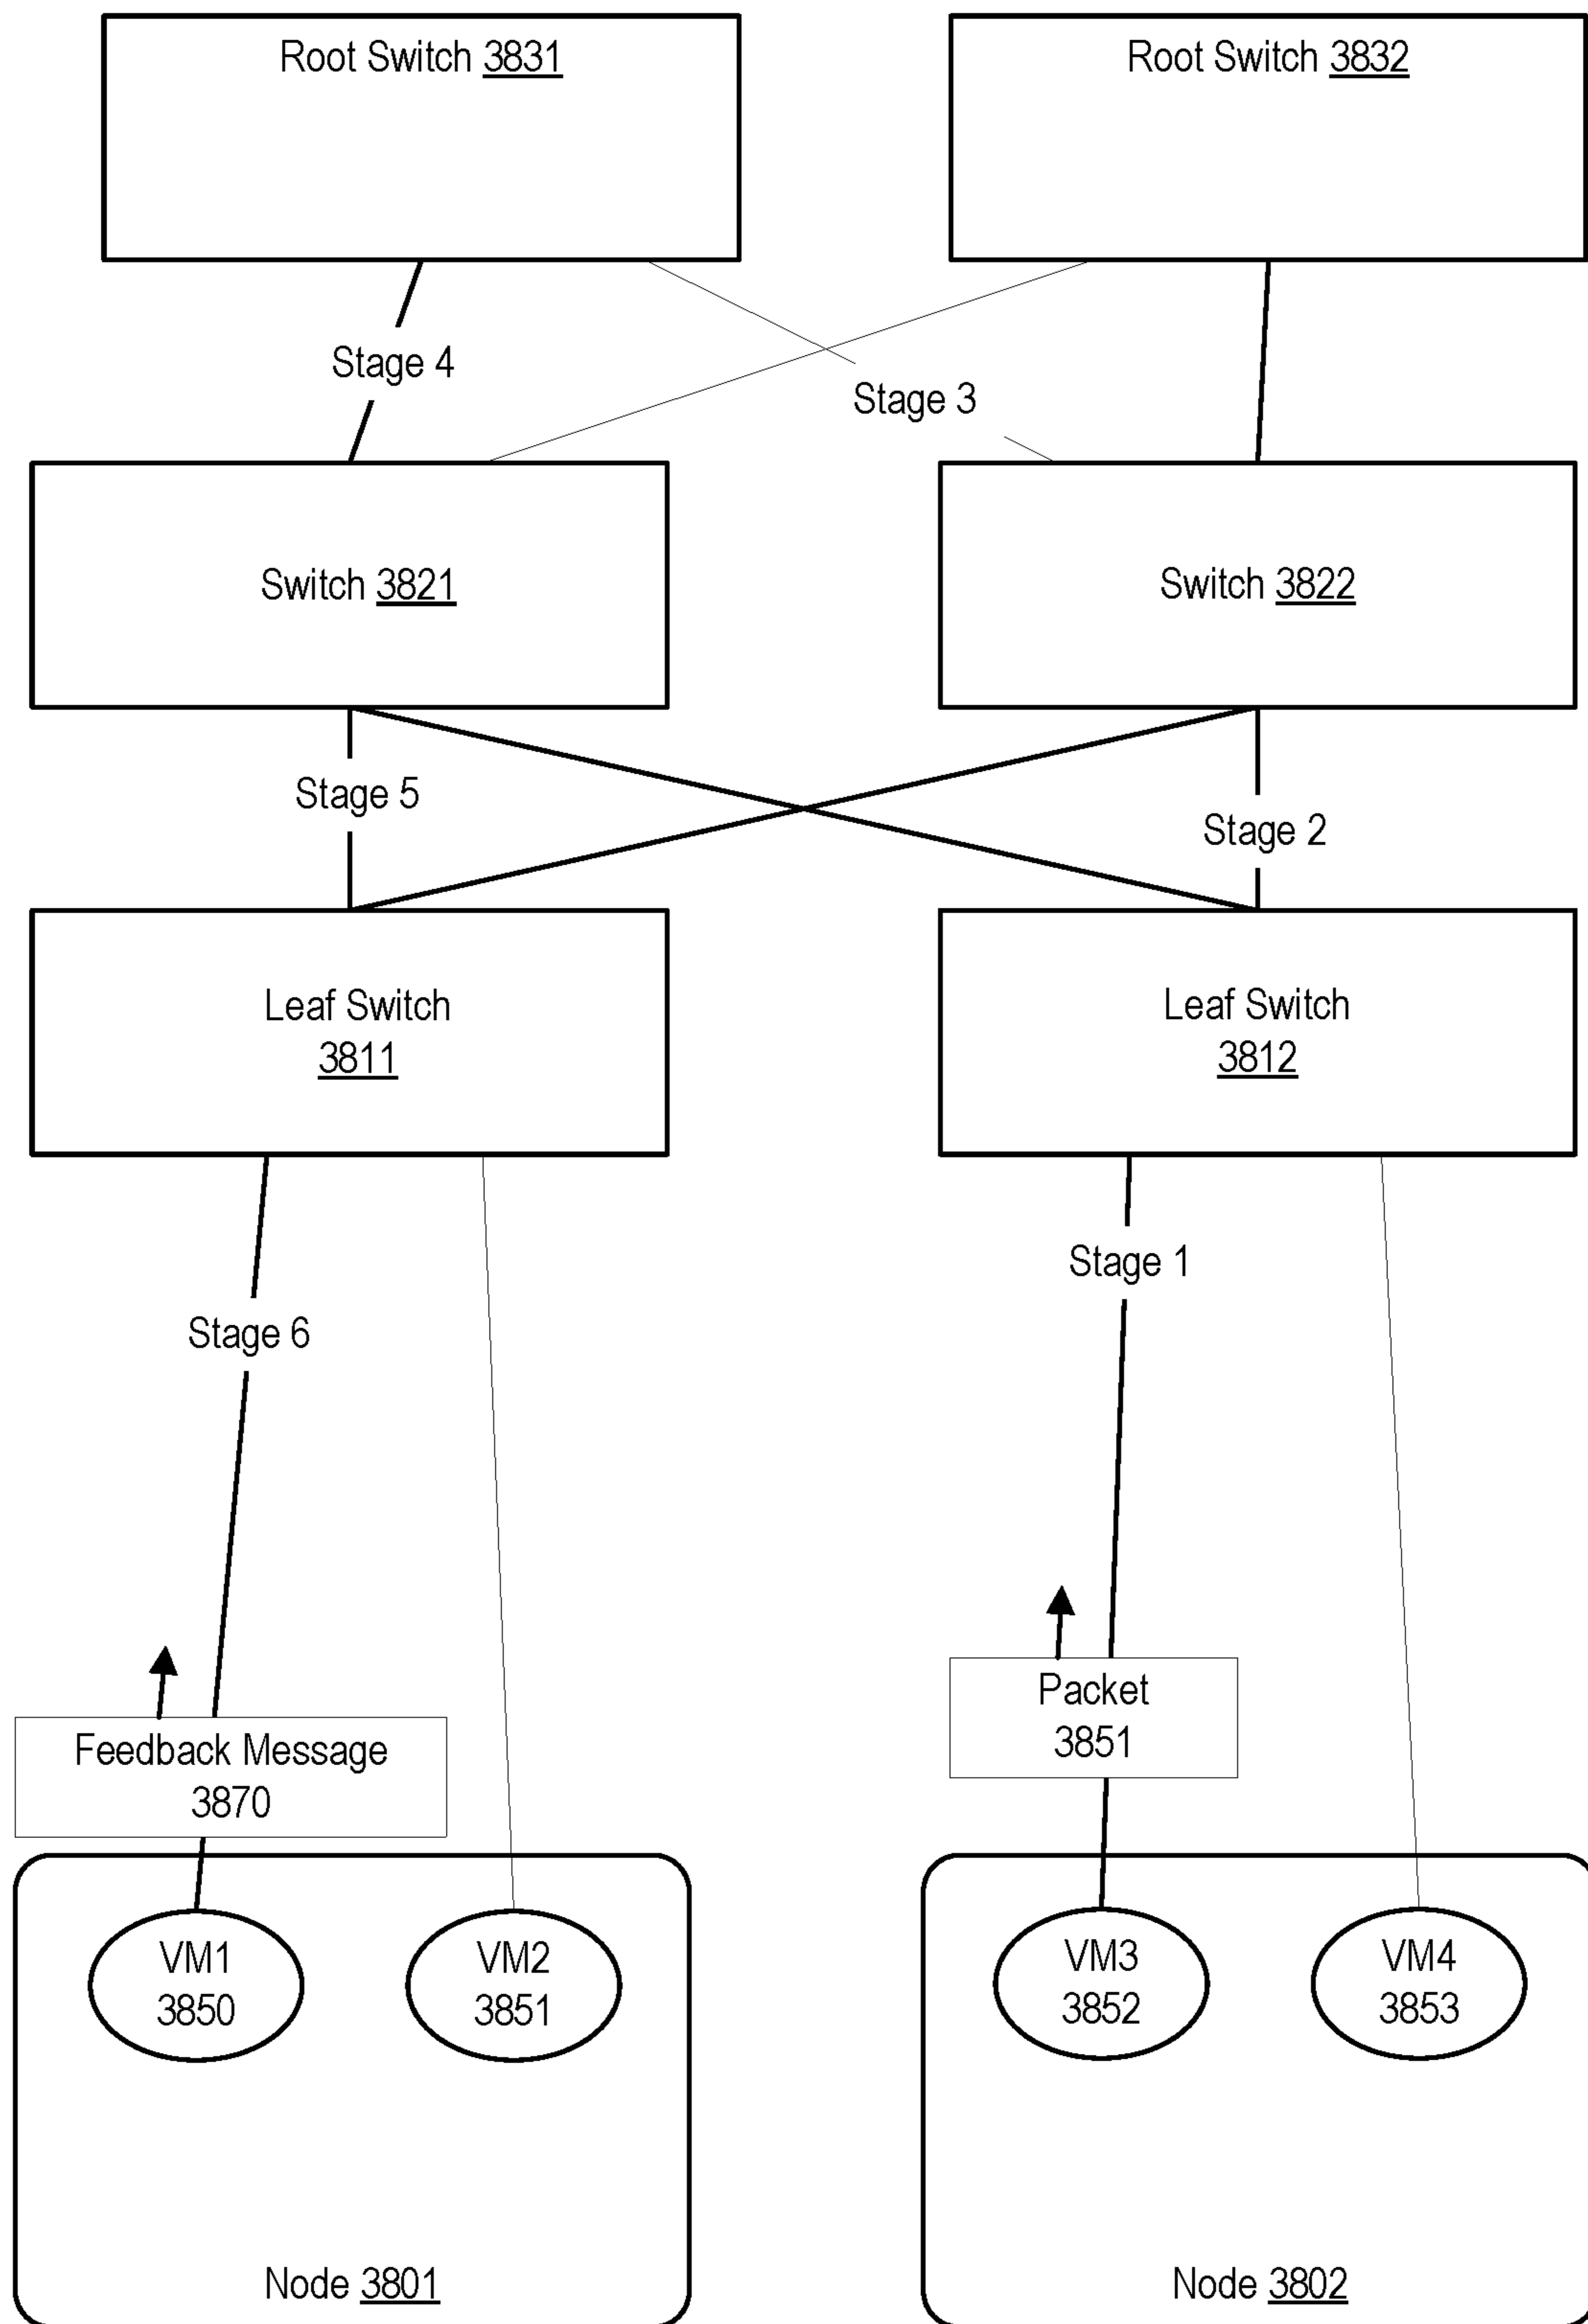 Root Switch 3831
Root Switch 3832
Stage 4
Stage 3
Switch 3821
Switch 3822
Stage 5
Stage 2
Leaf Switch
3811
Leaf Switch
3812
Stage 1
Stage 6
Packet
3851
Feedback Message
3870
VM1
3850
VM2
3851
VM3
3852
VM4
3853
Node 3801
Node 3802